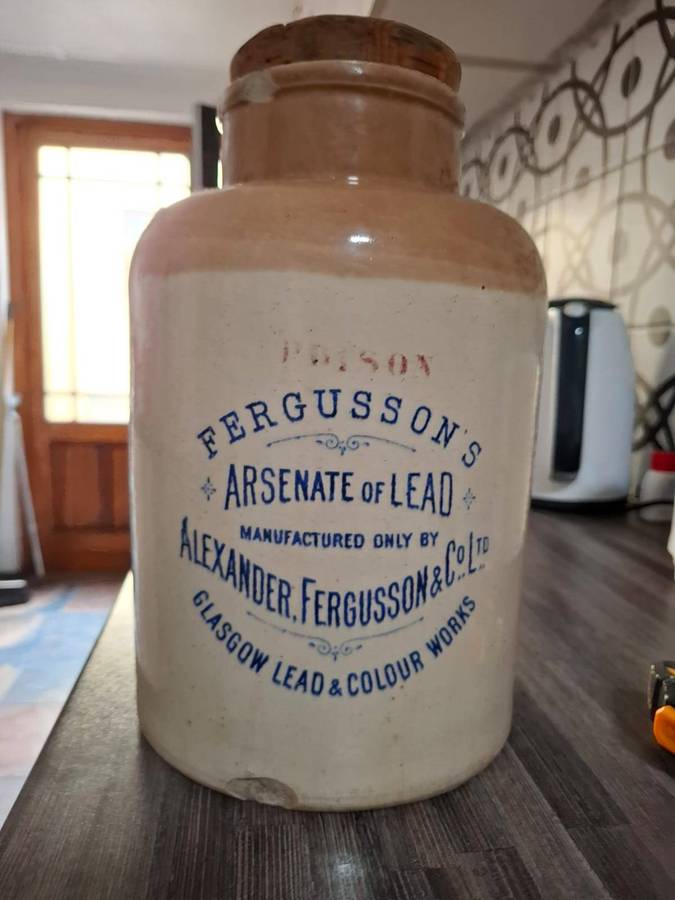 POISON
FERGUSSON'S
ARSENATE OF LEAD
MANUFACTURED ONLY BY
ALEXANDER, FERGUSSON & Co. LTD
GLASGOW LEAD & COLOUR WORKS